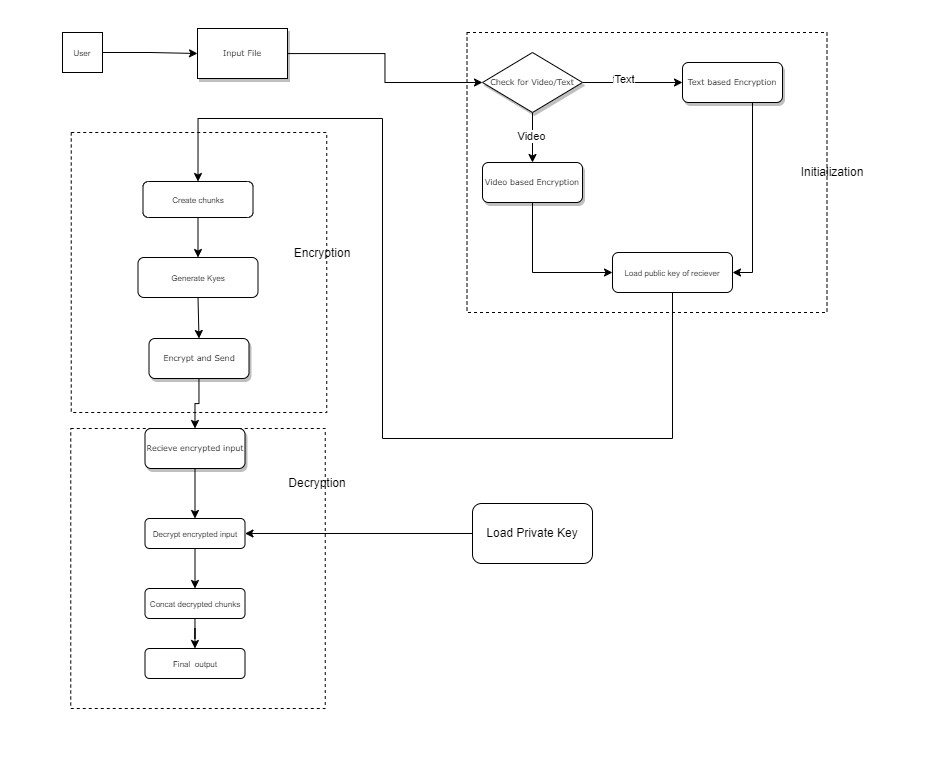 User
Input File
Check for Video/Text
Text
Text based Encryption
Video
Video based Encryption
Initialization
Load public key of reciever
Create chunks
Encryption
Generate Kyes
Encrypt and Send
Recieve encrypted input
Decryption
Decrypt encrypted input
Load Private Key
Concat decrypted chunks
Final output